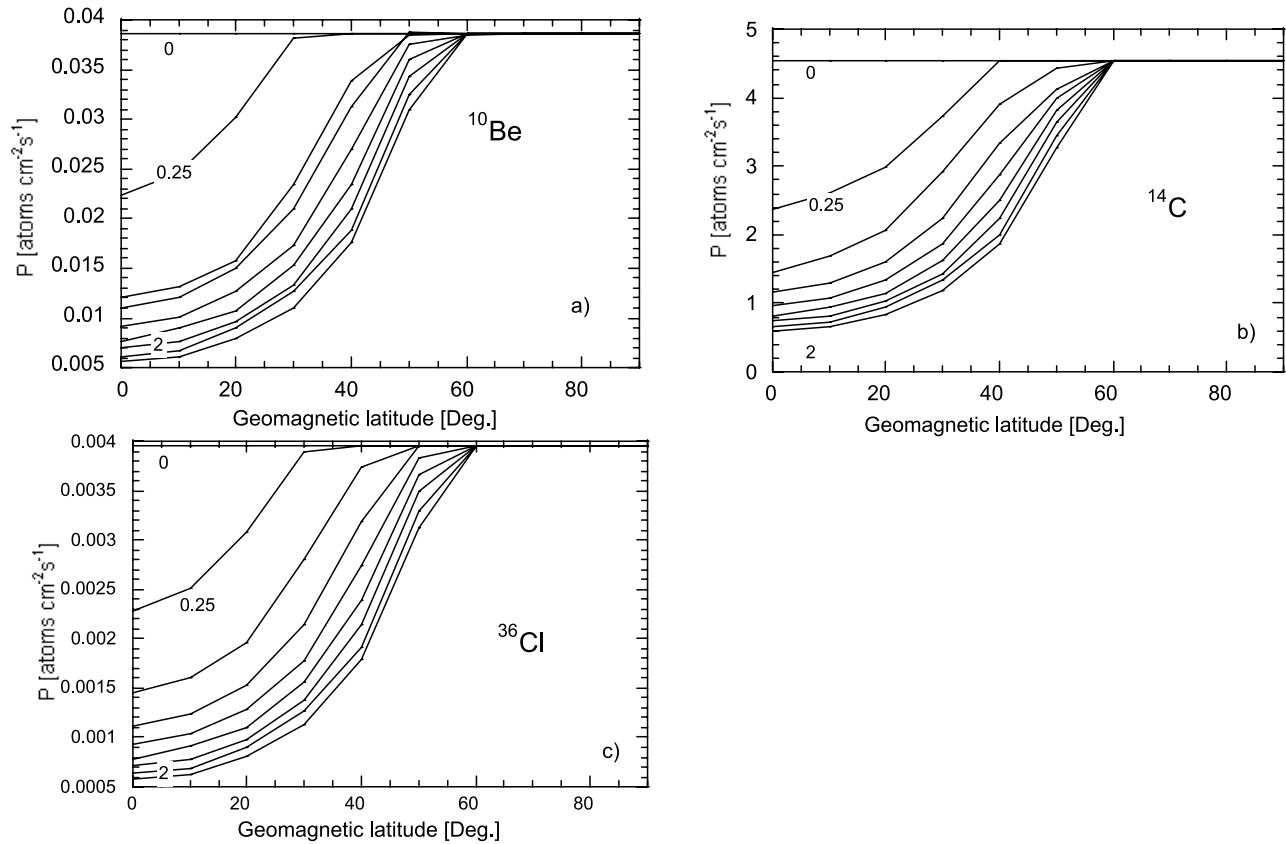 0.04
0.035
0.03
0.025
0.02
0.015
0.01
0.005
P [atoms cm⁻²s⁻¹]
0
0.25
2
¹⁰Be
a)
0 20 40 60 80
Geomagnetic latitude [Deg.]
5
4
3
2
1
0
P [atoms cm⁻²s⁻¹]
0
0.25
2
¹⁴C
b)
0 20 40 60 80
Geomagnetic latitude [Deg.]
0.004
0.0035
0.003
0.0025
0.002
0.0015
0.001
0.0005
P [atoms cm⁻²s⁻¹]
0
0.25
2
³⁶Cl
c)
0 20 40 60 80
Geomagnetic latitude [Deg.]